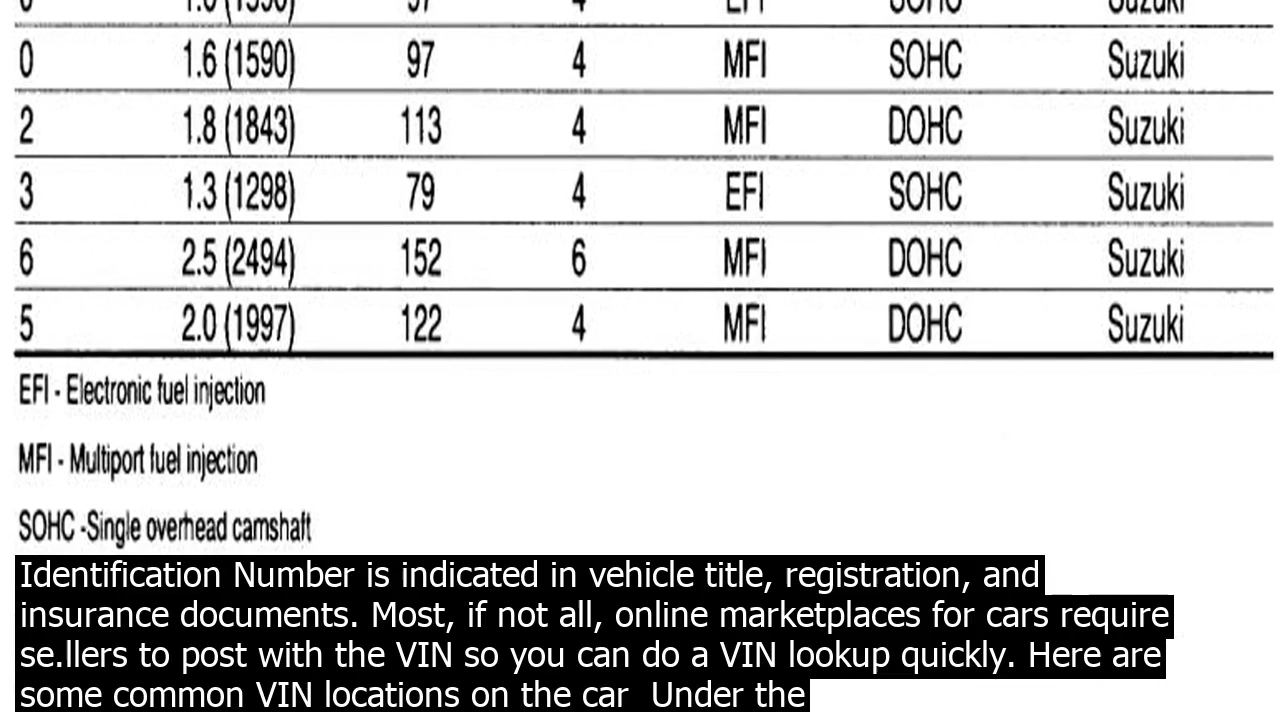 0 1.6 (1590) 97 4 MFI SOHC Suzuki
2 1.8 (1843) 113 4 MFI DOHC Suzuki
3 1.3 (1298) 79 4 EFI SOHC Suzuki
6 2.5 (2494) 152 6 MFI DOHC Suzuki
5 2.0 (1997) 122 4 MFI DOHC Suzuki
EFI - Electronic fuel injection
MFI - Multiport fuel injection
SOHC -Single overhead camshaft
Identification Number is indicated in vehicle title, registration, and
insurance documents. Most, if not all, online marketplaces for cars require
se.llers to post with the VIN so you can do a VIN lookup quickly. Here are
some common VIN locations on the car  Under the